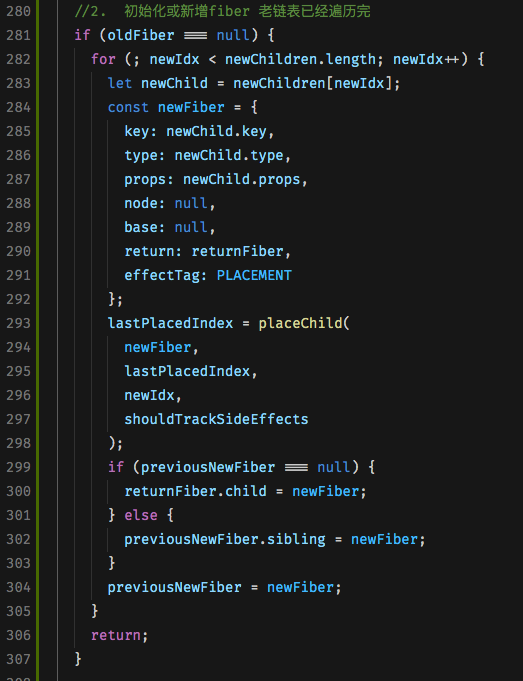 280 //2. 初始化或新增fiber 老链表已经遍历完
281 if (oldFiber === null) {
282 for (; newIdx < newChildren.length; newIdx++) {
283 let newChild = newChildren[newIdx];
284 const newFiber = {
285 key: newChild.key,
286 type: newChild.type,
287 props: newChild.props,
288 node: null,
289 base: null,
290 return: returnFiber,
291 effectTag: PLACEMENT
292 };
293 lastPlacedIndex = placeChild(
294 newFiber,
295 lastPlacedIndex,
296 newIdx,
297 shouldTrackSideEffects
298 );
299 if (previousNewFiber === null) {
300 returnFiber.child = newFiber;
301 } else {
302 previousNewFiber.sibling = newFiber;
303 }
304 previousNewFiber = newFiber;
305 }
306 return;
307 }